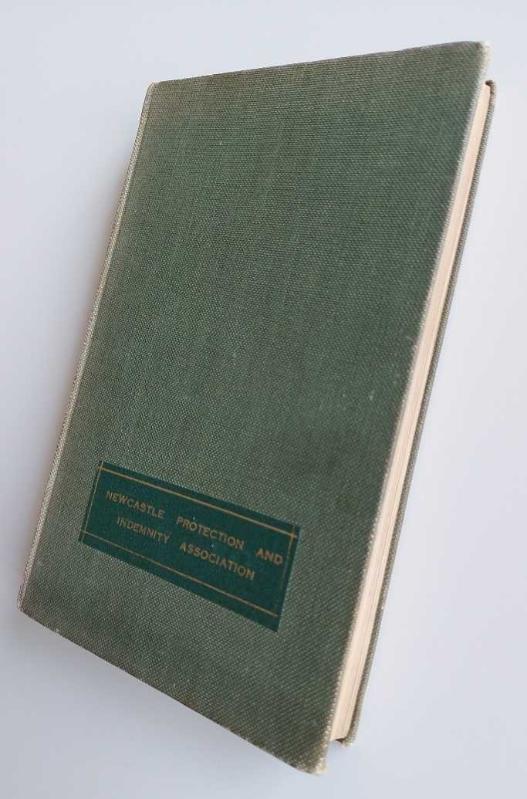 NEWCASTLE PROTECTION AND
INDEMNITY ASSOCIATION